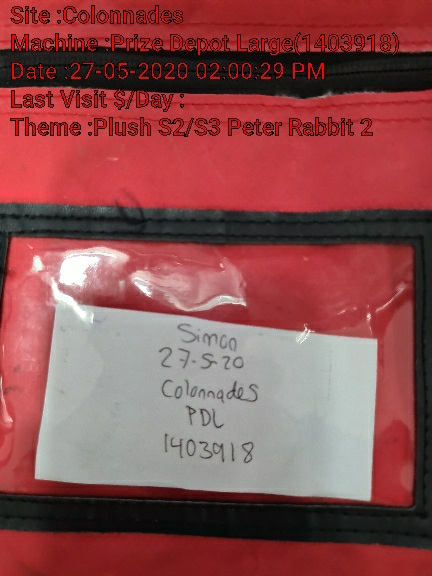 Site :Colonnades
Machine :Prize Depot Large(1403918)
Date :27-05-2020 02:00:29 PM
Last Visit $/Day :
Theme :Plush S2/S3 Peter Rabbit 2
Simon
27-5-20
Colonnades
PDL
1403918